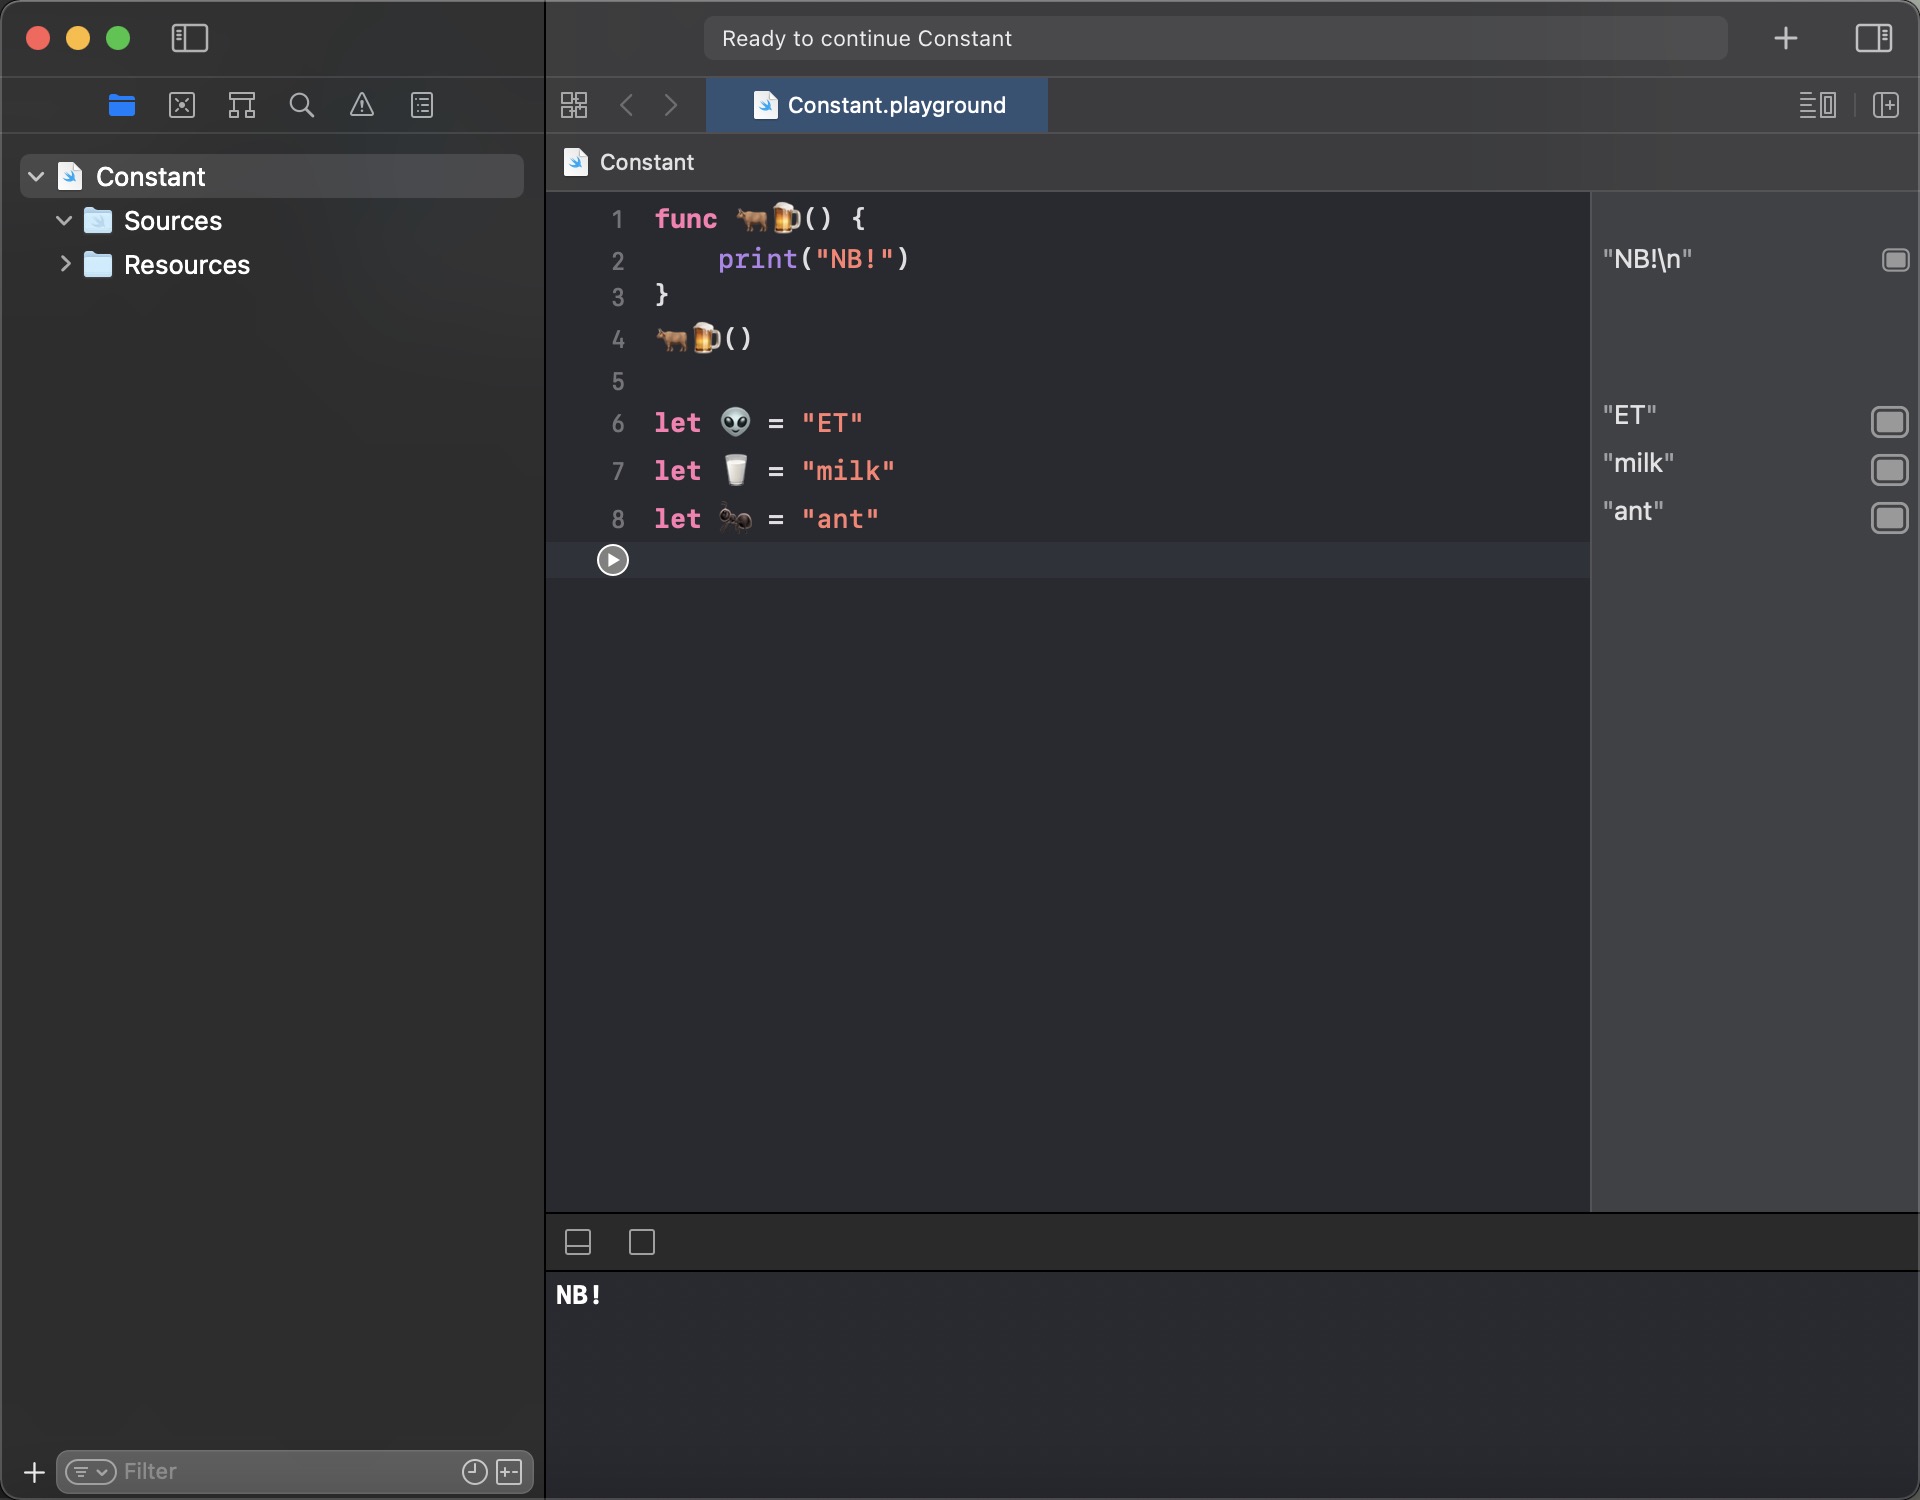 Ready to continue Constant
Constant.playground
Constant
Sources
Resources
Constant
1 func 🐂🍺() {
2 print("NB!")
3 }
4 🐂🍺()
5
6 let 👽 = "ET"
7 let 🥛 = "milk"
8 let 🐜 = "ant"
"NB!\n"
"ET"
"milk"
"ant"
NB!
Filter